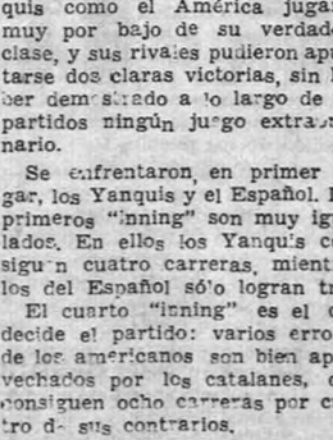 quis como el América juga
muy por bajo de su verdad
clase, y sus rivales pudieron apu
tarse dos claras victorias, sin
ber demostrado a lo largo de
partidos ningún juego extra
nario.
Se enfrentaron en primer
gar, los Yanquis y el Español.
primeros "inning" son muy igu
lados. En ellos los Yanquis co
siguen cuatro carreras, mient
los del Español sólo logran tr
El cuarto "inning" es el
decide el partido: varios erro
de los americanos son bien ap
vechados por los catalanes,
consiguen ocho carreras por c
tro de sus contrarios.